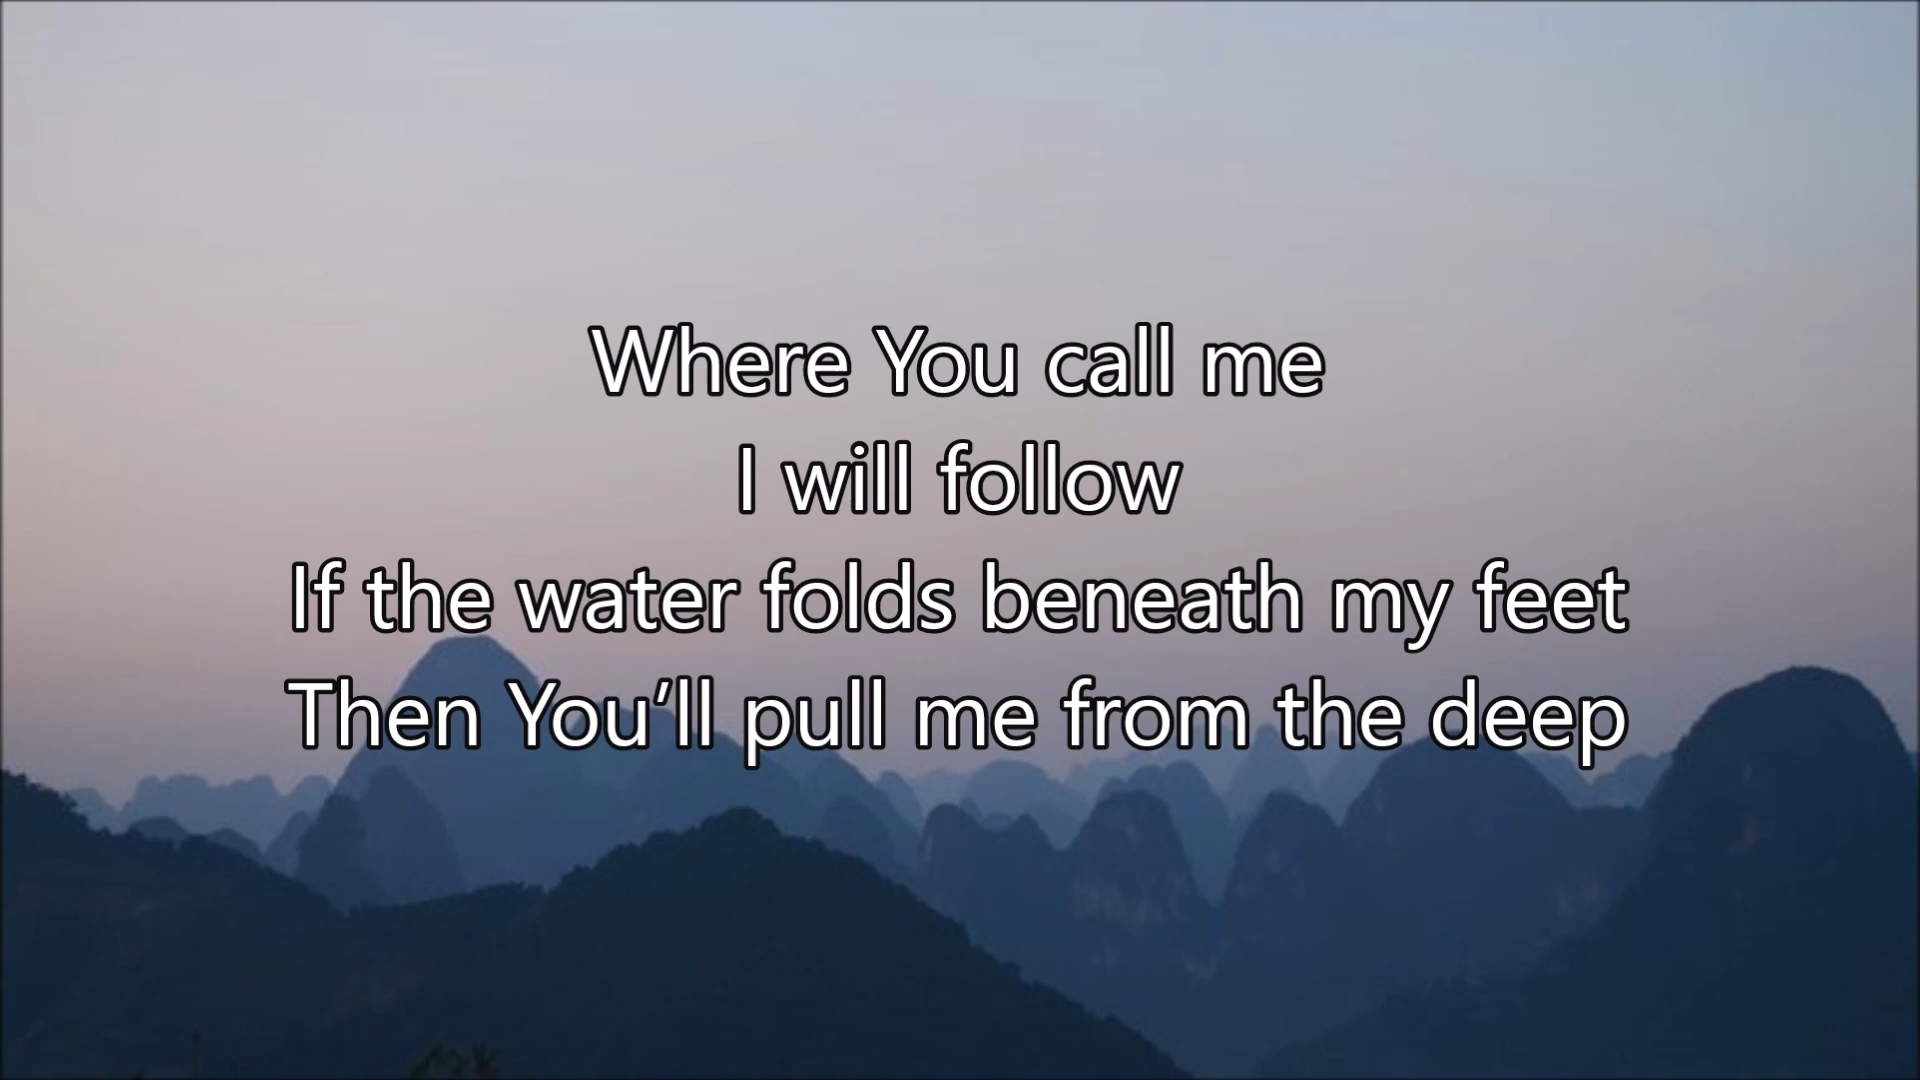 Where You call me
I will follow
If the water folds beneath my feet
Then You’ll pull me from the deep